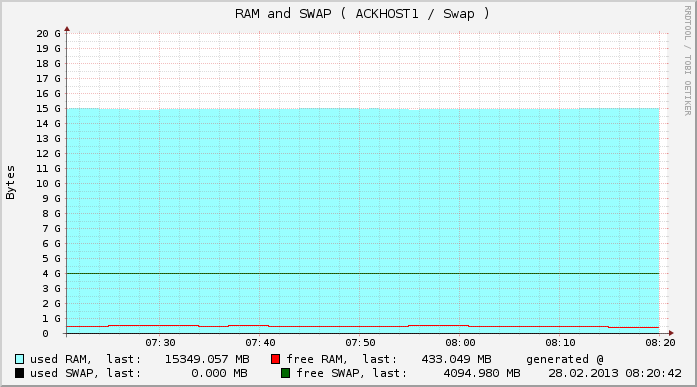 RAM and SWAP ( ACKHOST1 / Swap )
RRDTOOL / TOBI OETIKER
Bytes
20 G
19 G
18 G
17 G
16 G
15 G
14 G
13 G
12 G
11 G
10 G
9 G
8 G
7 G
6 G
5 G
4 G
3 G
2 G
1 G
0
07:30 07:40 07:50 08:00 08:10 08:20
used RAM, last: 15349.057 MB free RAM, last: 433.049 MB generated @
used SWAP, last: 0.000 MB free SWAP, last: 4094.980 MB 28.02.2013 08:20:42